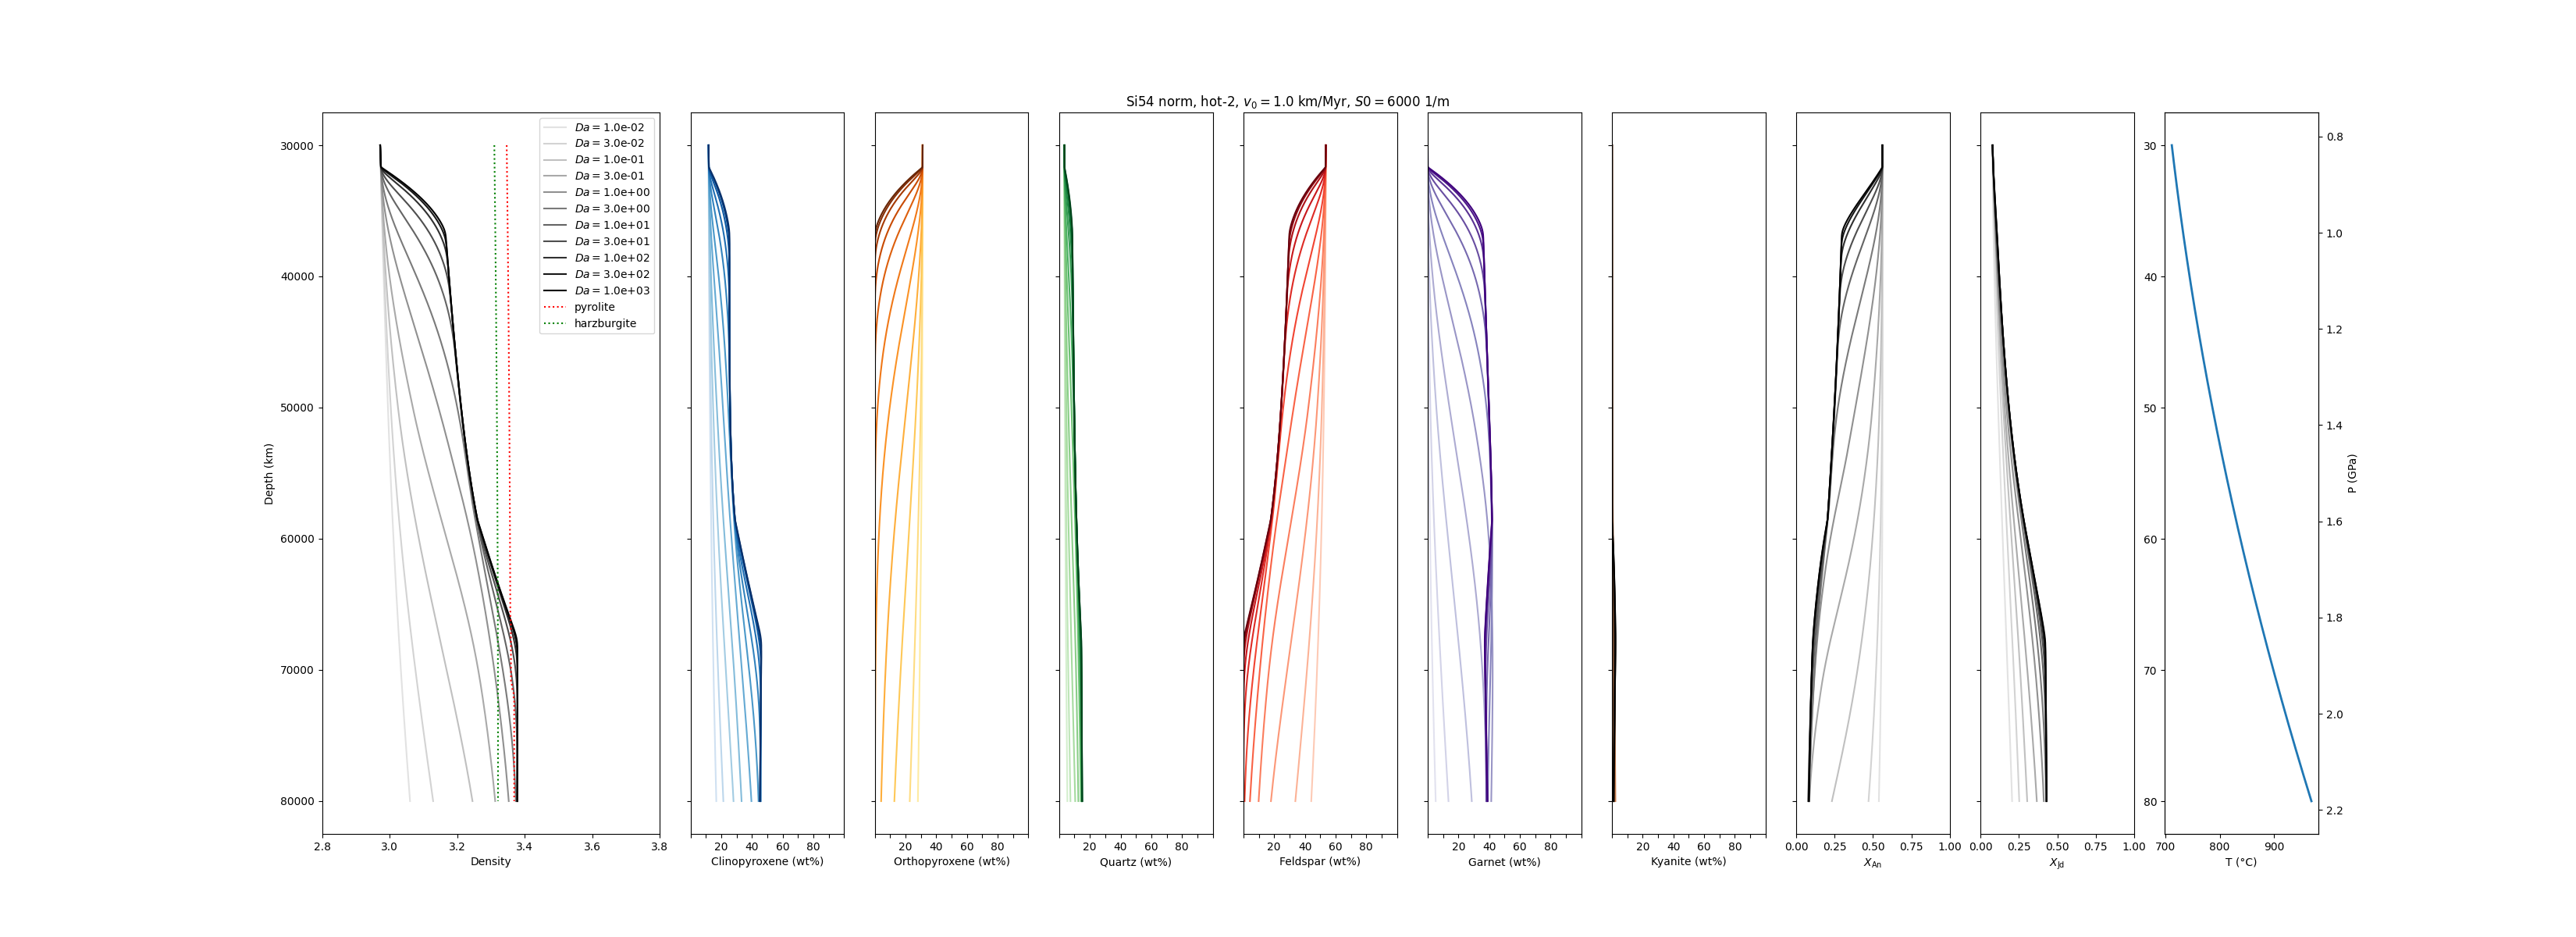 Si54 norm, hot-2, v₀ = 1.0 km/Myr, S0 = 6000 1/m
Da = 1.0e-02
Da = 3.0e-02
Da = 1.0e-01
Da = 3.0e-01
Da = 1.0e+00
Da = 3.0e+00
Da = 1.0e+01
Da = 3.0e+01
Da = 1.0e+02
Da = 3.0e+02
Da = 1.0e+03
pyrolite
harzburgite
Depth (km)
30000
40000
50000
60000
70000
80000
2.8 3.0 3.2 3.4 3.6 3.8
Density
20 40 60 80
Clinopyroxene (wt%)
20 40 60 80
Orthopyroxene (wt%)
20 40 60 80
Quartz (wt%)
20 40 60 80
Feldspar (wt%)
20 40 60 80
Garnet (wt%)
20 40 60 80
Kyanite (wt%)
0.00 0.25 0.50 0.75 1.00
X_An
0.00 0.25 0.50 0.75 1.00
X_Jd
30
40
50
60
70
80
700 800 900
T (°C)
0.8
1.0
1.2
1.4
1.6
1.8
2.0
2.2
P (GPa)